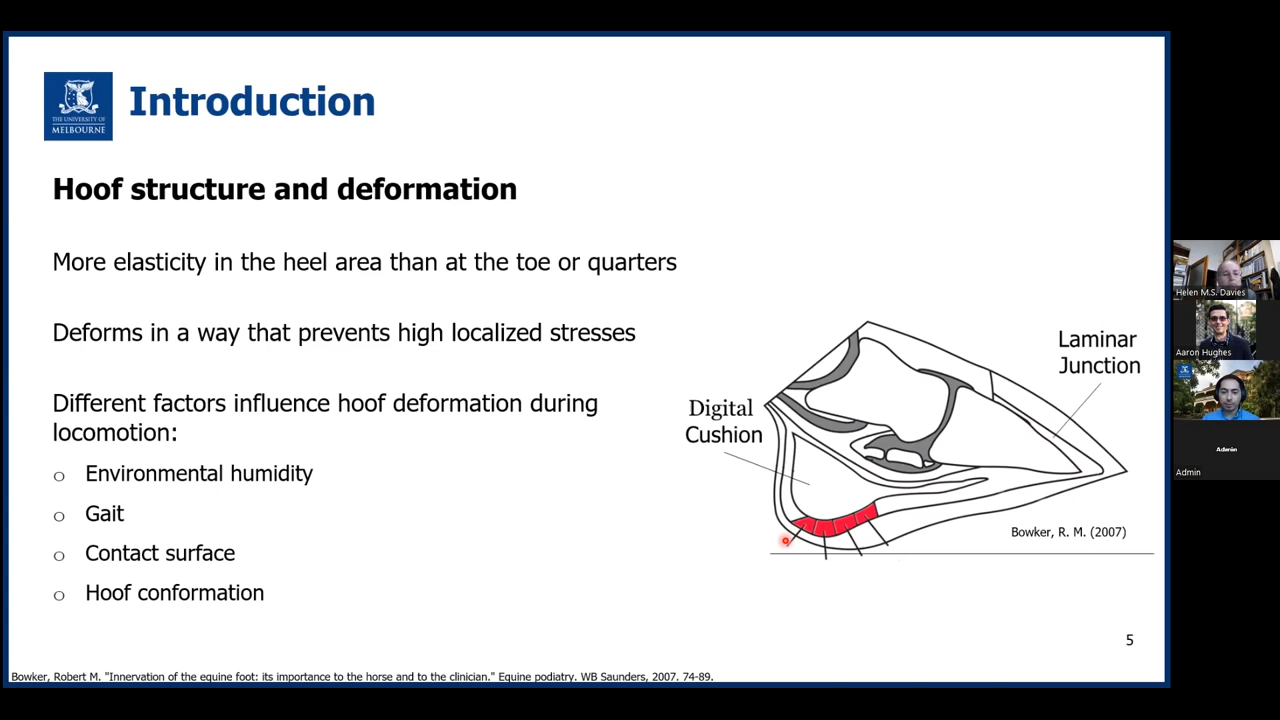 THE UNIVERSITY OF
MELBOURNE
Introduction
Hoof structure and deformation
More elasticity in the heel area than at the toe or quarters
Deforms in a way that prevents high localized stresses
Different factors influence hoof deformation during
locomotion:
o Environmental humidity
o Gait
o Contact surface
o Hoof conformation
Laminar
Junction
Digital
Cushion
Bowker, R. M. (2007)
5
Bowker, Robert M. "Innervation of the equine foot: its importance to the horse and to the clinician." Equine podiatry. WB Saunders, 2007. 74-89.
Helen M.S. Davies
Aaron Hughes
Admin
Admin